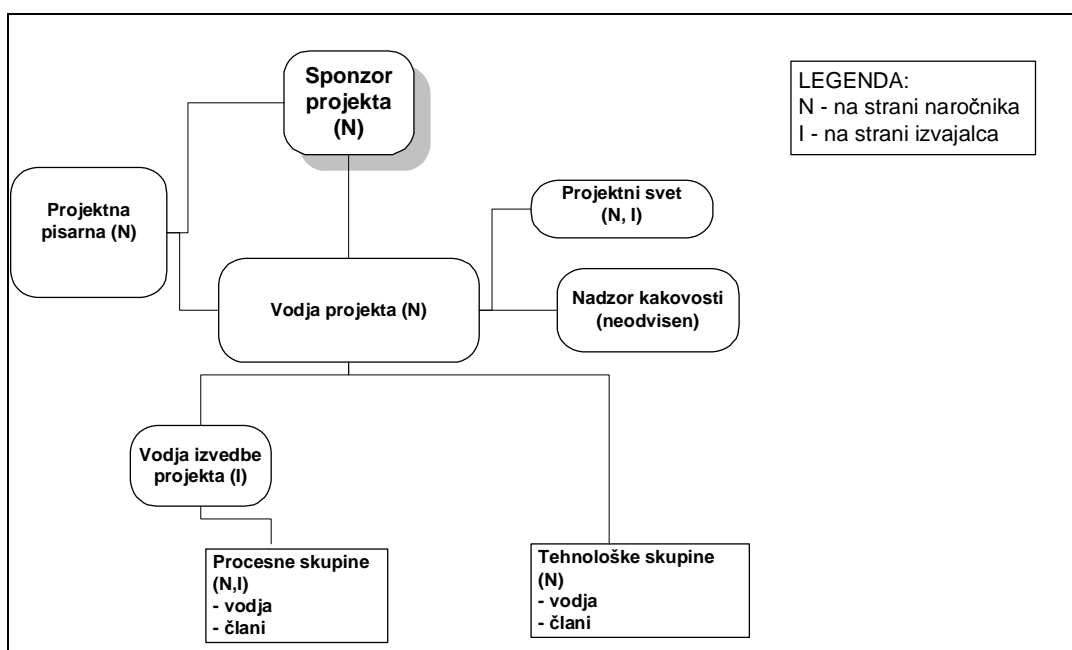 Sponzor
projekta
(N)
LEGENDA:
N - na strani naročnika
I - na strani izvajalca
Projektna
pisarna (N)
Projektni svet
(N, I)
Vodja projekta (N)
Nadzor kakovosti
(neodvisen)
Vodja izvedbe
projekta (I)
Procesne skupine
(N,I)
- vodja
- člani
Tehnološke skupine
(N)
- vodja
- člani